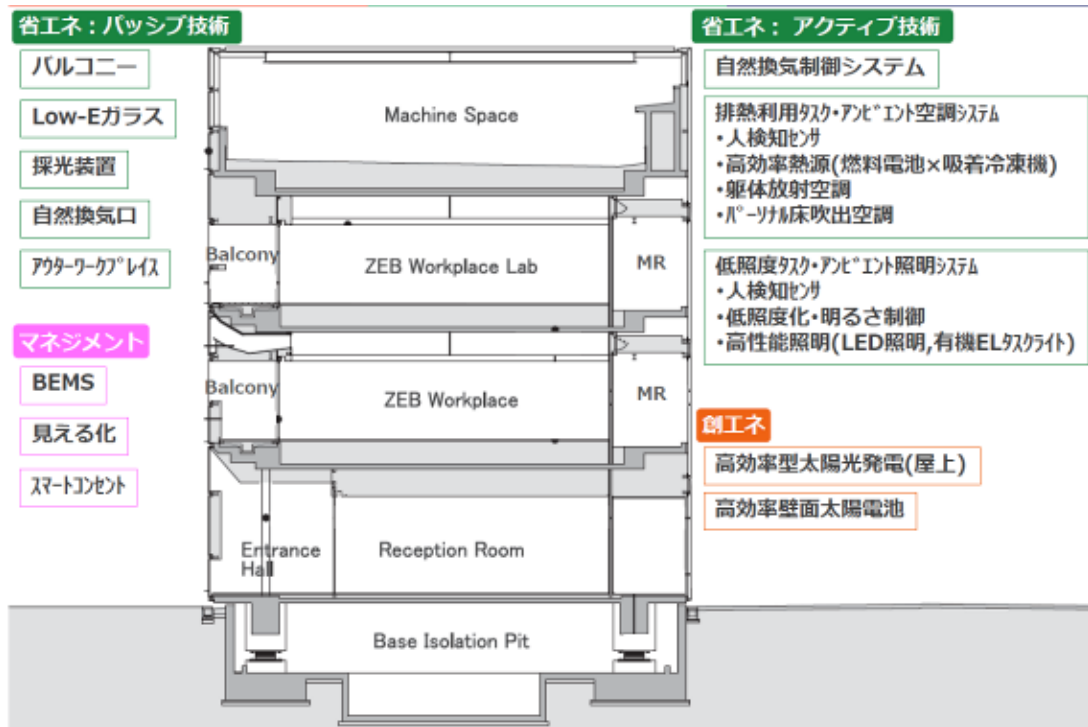 省エネ：パッシブ技術
バルコニー
Low-Eガラス
採光装置
自然換気口
ｱｳﾀｰﾜｰｸﾌﾟﾚｲｽ
マネジメント
BEMS
見える化
ｽﾏｰﾄｺﾝｾﾝﾄ
Machine Space
Balcony
ZEB Workplace Lab
MR
Balcony
ZEB Workplace
MR
Entrance
Hall
Reception Room
Base Isolation Pit
省エネ： アクティブ技術
自然換気制御システム
排熱利用ﾀｽｸ・ｱﾝﾋﾞｴﾝﾄ空調ｼｽﾃﾑ
・人検知ｾﾝｻ
・高効率熱源(燃料電池×吸着冷凍機)
・躯体放射空調
・ﾊﾟｰｿﾅﾙ床吹出空調
低照度ﾀｽｸ・ｱﾝﾋﾞｴﾝﾄ照明ｼｽﾃﾑ
・人検知ｾﾝｻ
・低照度化・明るさ制御
・高性能照明(LED照明,有機ELﾀｽｸﾗｲﾄ)
創エネ
高効率型太陽光発電(屋上)
高効率壁面太陽電池